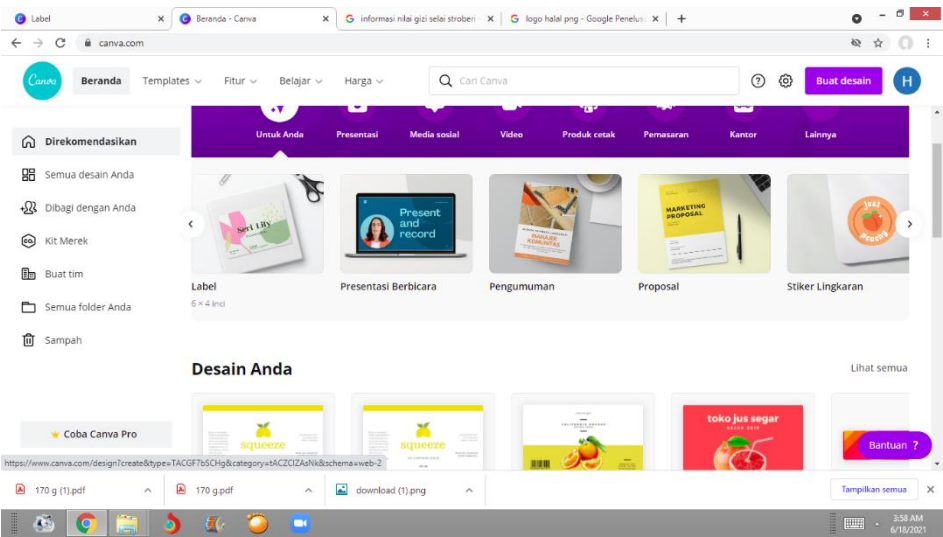 Label
Beranda - Canva
informasi nilai gizi selai stroberi -
logo halal png - Google Penelus
canva.com
Canva
Beranda
Templates
Fitur
Belajar
Harga
Cari Canva
Buat desain
H
Direkomendasikan
Semua desain Anda
Dibagi dengan Anda
Kit Merek
Buat tim
Semua folder Anda
Sampah
Coba Canva Pro
Untuk Anda
Presentasi
Media sosial
Video
Produk cetak
Pemasaran
Kantor
Lainnya
Present
and
record
MARKETING
PROPOSAL
just
Peachy
Label
6 × 4 inci
Presentasi Berbicara
Pengumuman
Proposal
Stiker Lingkaran
Desain Anda
Lihat semua
squeeze
squeeze
toko jus segar
Bantuan ?
https://www.canva.com/design?create&type=TACGF7bSCHg&category=tACZCIZAsNk&schema=web-2
170 g (1).pdf
170 g.pdf
download (1).png
Tampilkan semua
3:58 AM
6/18/2021